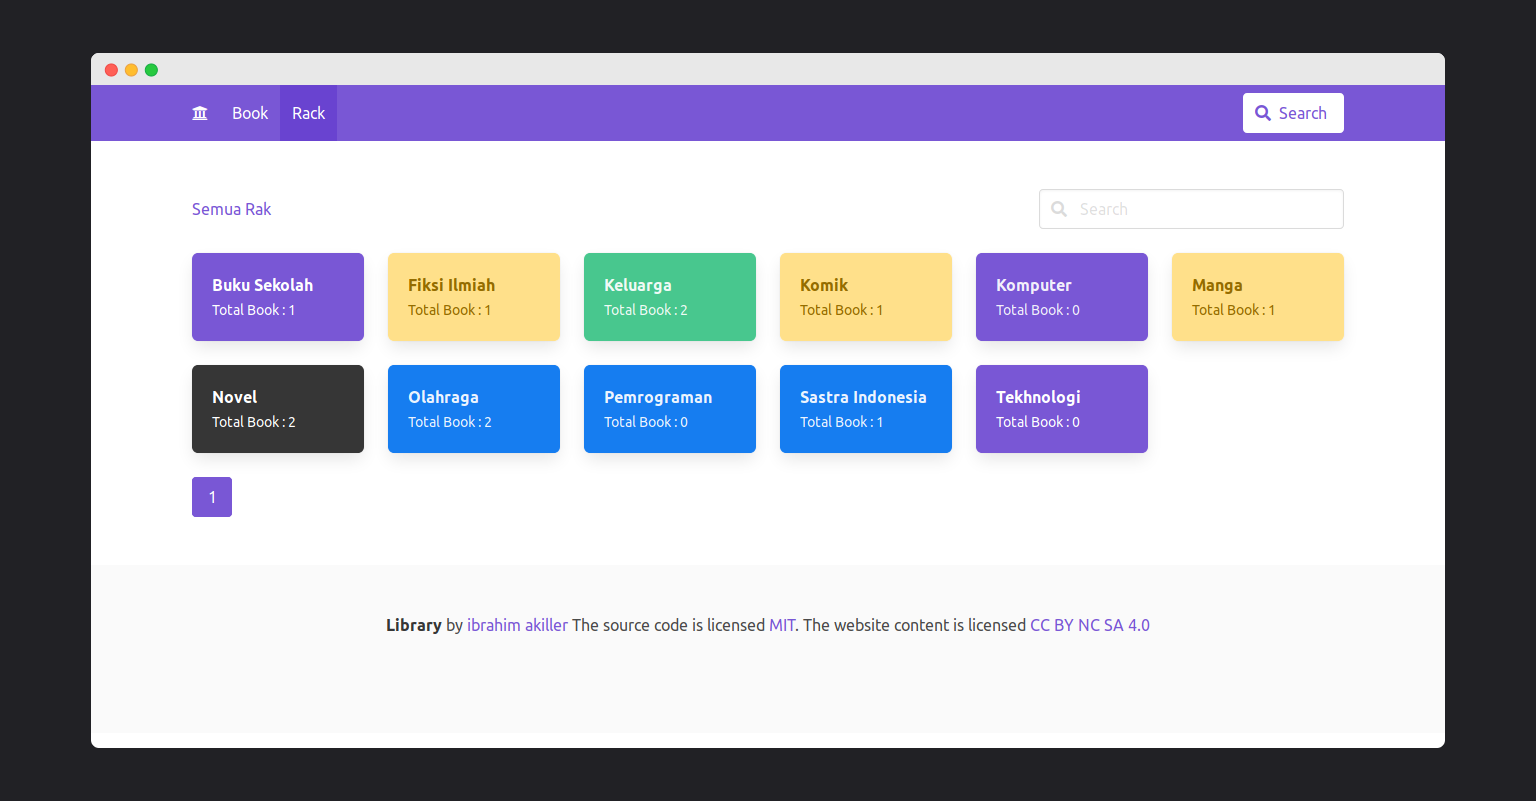 Book Rack Search
Semua Rak Search
Buku Sekolah
Total Book : 1
Fiksi Ilmiah
Total Book : 1
Keluarga
Total Book : 2
Komik
Total Book : 1
Komputer
Total Book : 0
Manga
Total Book : 1
Novel
Total Book : 2
Olahraga
Total Book : 2
Pemrograman
Total Book : 0
Sastra Indonesia
Total Book : 1
Tekhnologi
Total Book : 0
1
Library by ibrahim akiller The source code is licensed MIT. The website content is licensed CC BY NC SA 4.0